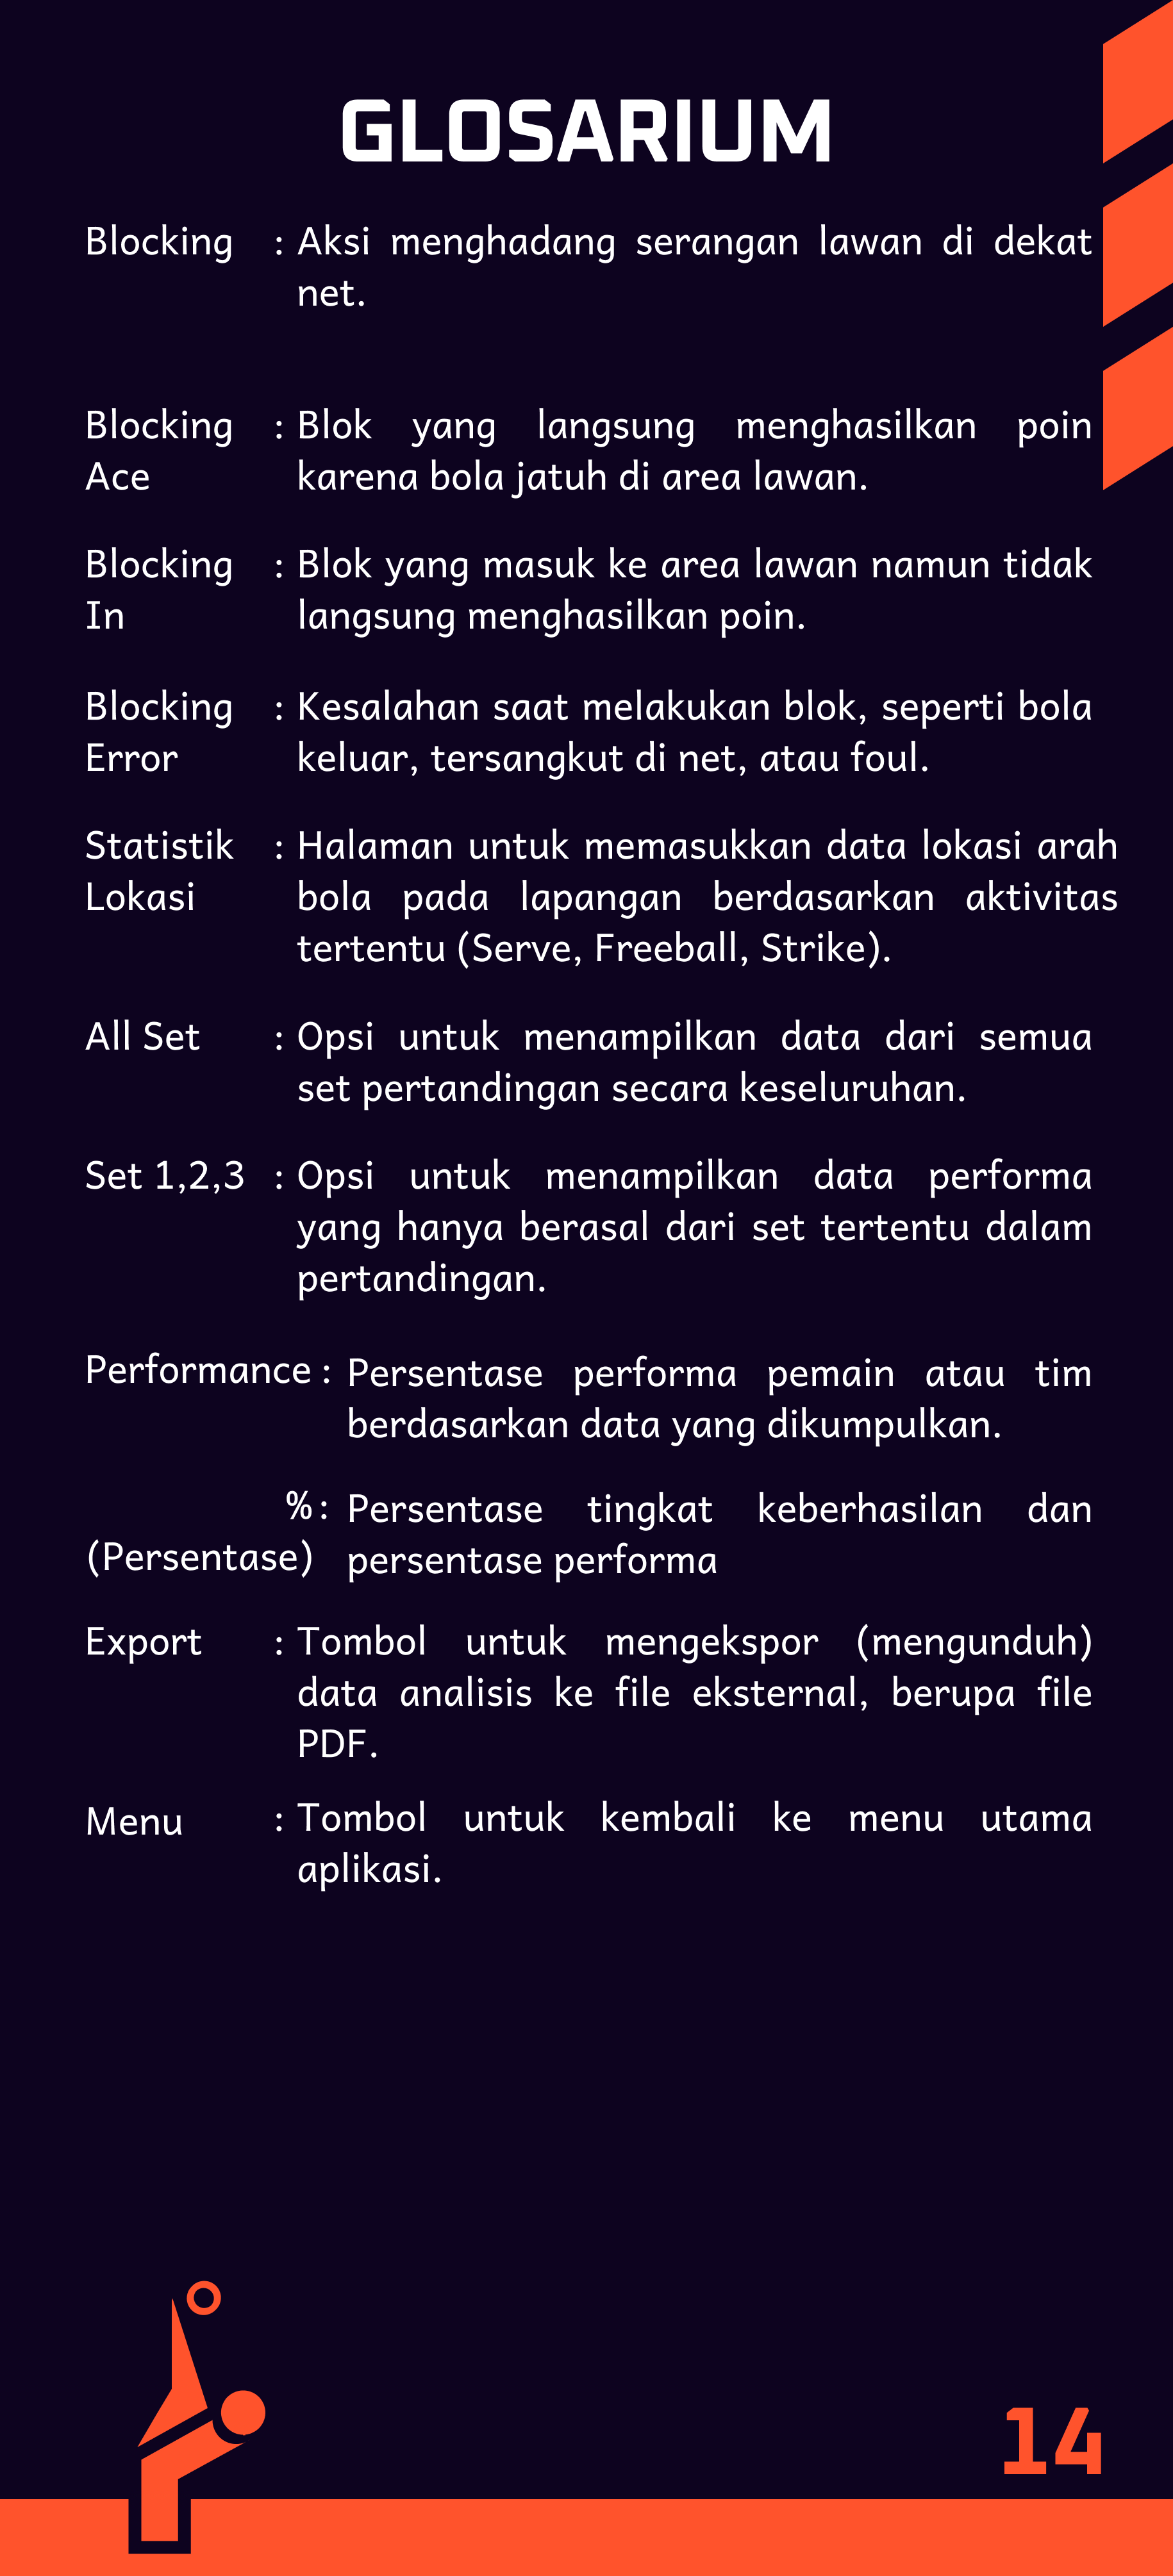 GLOSARIUM
Blocking : Aksi menghadang serangan lawan di dekat
net.
Blocking : Blok yang langsung menghasilkan poin
Ace karena bola jatuh di area lawan.
Blocking : Blok yang masuk ke area lawan namun tidak
In langsung menghasilkan poin.
Blocking : Kesalahan saat melakukan blok, seperti bola
Error keluar, tersangkut di net, atau foul.
Statistik : Halaman untuk memasukkan data lokasi arah
Lokasi bola pada lapangan berdasarkan aktivitas
tertentu (Serve, Freeball, Strike).
All Set : Opsi untuk menampilkan data dari semua
set pertandingan secara keseluruhan.
Set 1,2,3 : Opsi untuk menampilkan data performa
yang hanya berasal dari set tertentu dalam
pertandingan.
Performance : Persentase performa pemain atau tim
berdasarkan data yang dikumpulkan.
% : Persentase tingkat keberhasilan dan
(Persentase) persentase performa
Export : Tombol untuk mengekspor (mengunduh)
data analisis ke file eksternal, berupa file
PDF.
Menu : Tombol untuk kembali ke menu utama
aplikasi.
14